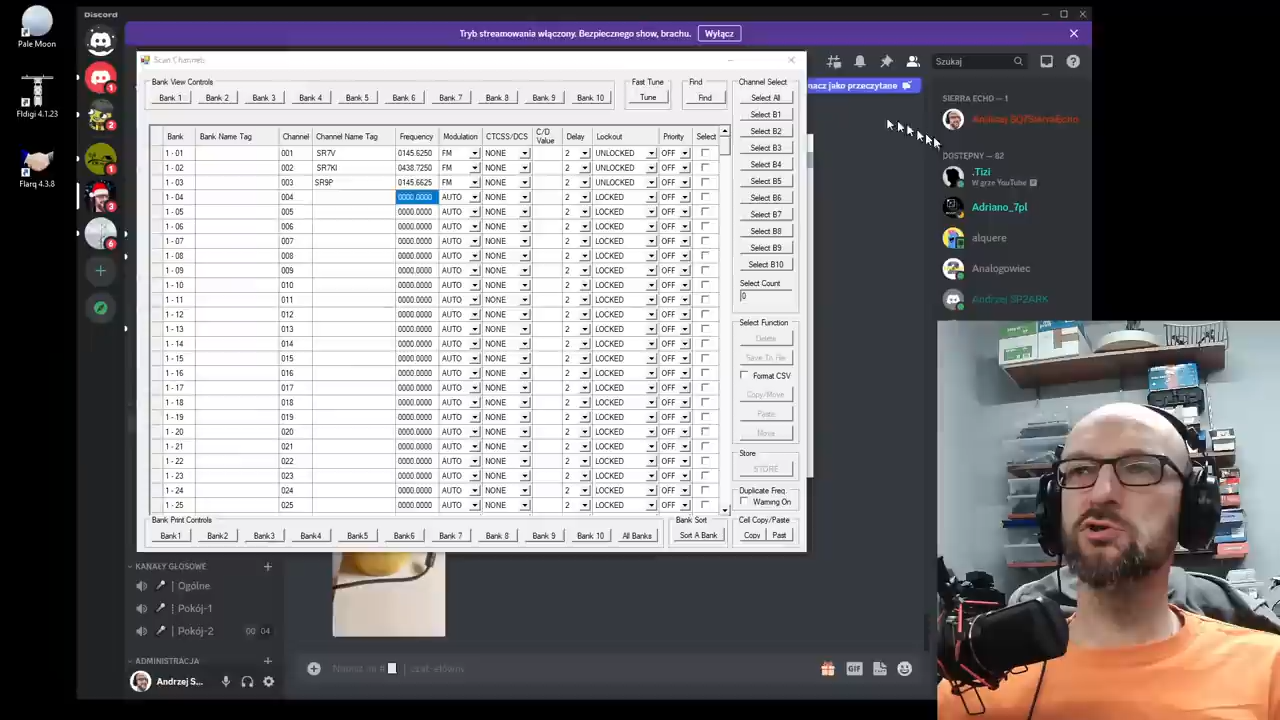 Discord
Pale Moon
Fldigi 4.1.23
Flarq 4.3.8
Tryb streamowania włączony. Bezpiecznego show, brachu. Wyłącz
Scan Channels
nacz jako przeczytane
Szukaj
Bank View Controls
Bank 1 Bank 2 Bank 3 Bank 4 Bank 5 Bank 6 Bank 7 Bank 8 Bank 9 Bank 10
Fast Tune
Tune
Find
Find
Channel Select
Select All
Select B1
Select B2
Select B3
Select B4
Select B5
Select B6
Select B7
Select B8
Select B9
Select B10
Select Count
0
Select Function
Delete
Save To File
Format CSV
Copy/Move
Paste
Move
Store
STORE
Duplicate Freq.
Warning On
Cell Copy/Paste
Copy Past
Bank Bank Name Tag Channel Channel Name Tag Frequency Modulation CTCSS/DCS C/D Value Delay Lockout Priority Select
1 - 01 001 SR7V 0145.6250 FM NONE 2 UNLOCKED OFF
1 - 02 002 SR7KI 0438.7250 FM NONE 2 UNLOCKED OFF
1 - 03 003 SR9P 0145.6625 FM NONE 2 UNLOCKED OFF
1 - 04 004 0000.0000 AUTO NONE 2 LOCKED OFF
1 - 05 005 0000.0000 AUTO NONE 2 LOCKED OFF
1 - 06 006 0000.0000 AUTO NONE 2 LOCKED OFF
1 - 07 007 0000.0000 AUTO NONE 2 LOCKED OFF
1 - 08 008 0000.0000 AUTO NONE 2 LOCKED OFF
1 - 09 009 0000.0000 AUTO NONE 2 LOCKED OFF
1 - 10 010 0000.0000 AUTO NONE 2 LOCKED OFF
1 - 11 011 0000.0000 AUTO NONE 2 LOCKED OFF
1 - 12 012 0000.0000 AUTO NONE 2 LOCKED OFF
1 - 13 013 0000.0000 AUTO NONE 2 LOCKED OFF
1 - 14 014 0000.0000 AUTO NONE 2 LOCKED OFF
1 - 15 015 0000.0000 AUTO NONE 2 LOCKED OFF
1 - 16 016 0000.0000 AUTO NONE 2 LOCKED OFF
1 - 17 017 0000.0000 AUTO NONE 2 LOCKED OFF
1 - 18 018 0000.0000 AUTO NONE 2 LOCKED OFF
1 - 19 019 0000.0000 AUTO NONE 2 LOCKED OFF
1 - 20 020 0000.0000 AUTO NONE 2 LOCKED OFF
1 - 21 021 0000.0000 AUTO NONE 2 LOCKED OFF
1 - 22 022 0000.0000 AUTO NONE 2 LOCKED OFF
1 - 23 023 0000.0000 AUTO NONE 2 LOCKED OFF
1 - 24 024 0000.0000 AUTO NONE 2 LOCKED OFF
1 - 25 025 0000.0000 AUTO NONE 2 LOCKED OFF
Bank Print Controls
Bank1 Bank2 Bank3 Bank4 Bank5 Bank6 Bank 7 Bank 8 Bank 9 Bank 10 All Banks
Bank Sort
Sort A Bank
SIERRA ECHO — 1
Andrzej SQ7SierraEcho
DOSTĘPNY — 82
.Tizi
W grze YouTube
Adriano_7pl
alquere
Analogowiec
Andrzej SP2ARK
KANAŁY GŁOSOWE
| Ogólne
| Pokój-1
| Pokój-2 00 04
ADMINISTRACJA
Andrzej S...
GIF